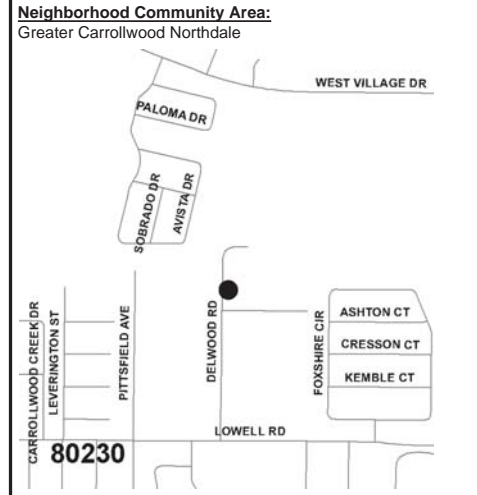 Neighborhood Community Area:
Greater Carrollwood Northdale
WEST VILLAGE DR
PALOMA DR
SOBRADO DR
AVISTA DR
CARROLLWOOD CREEK DR
LEVERINGTON ST
PITTSFIELD AVE
DELWOOD RD
FOXSHIRE CIR
ASHTON CT
CRESSON CT
KEMBLE CT
LOWELL RD
80230